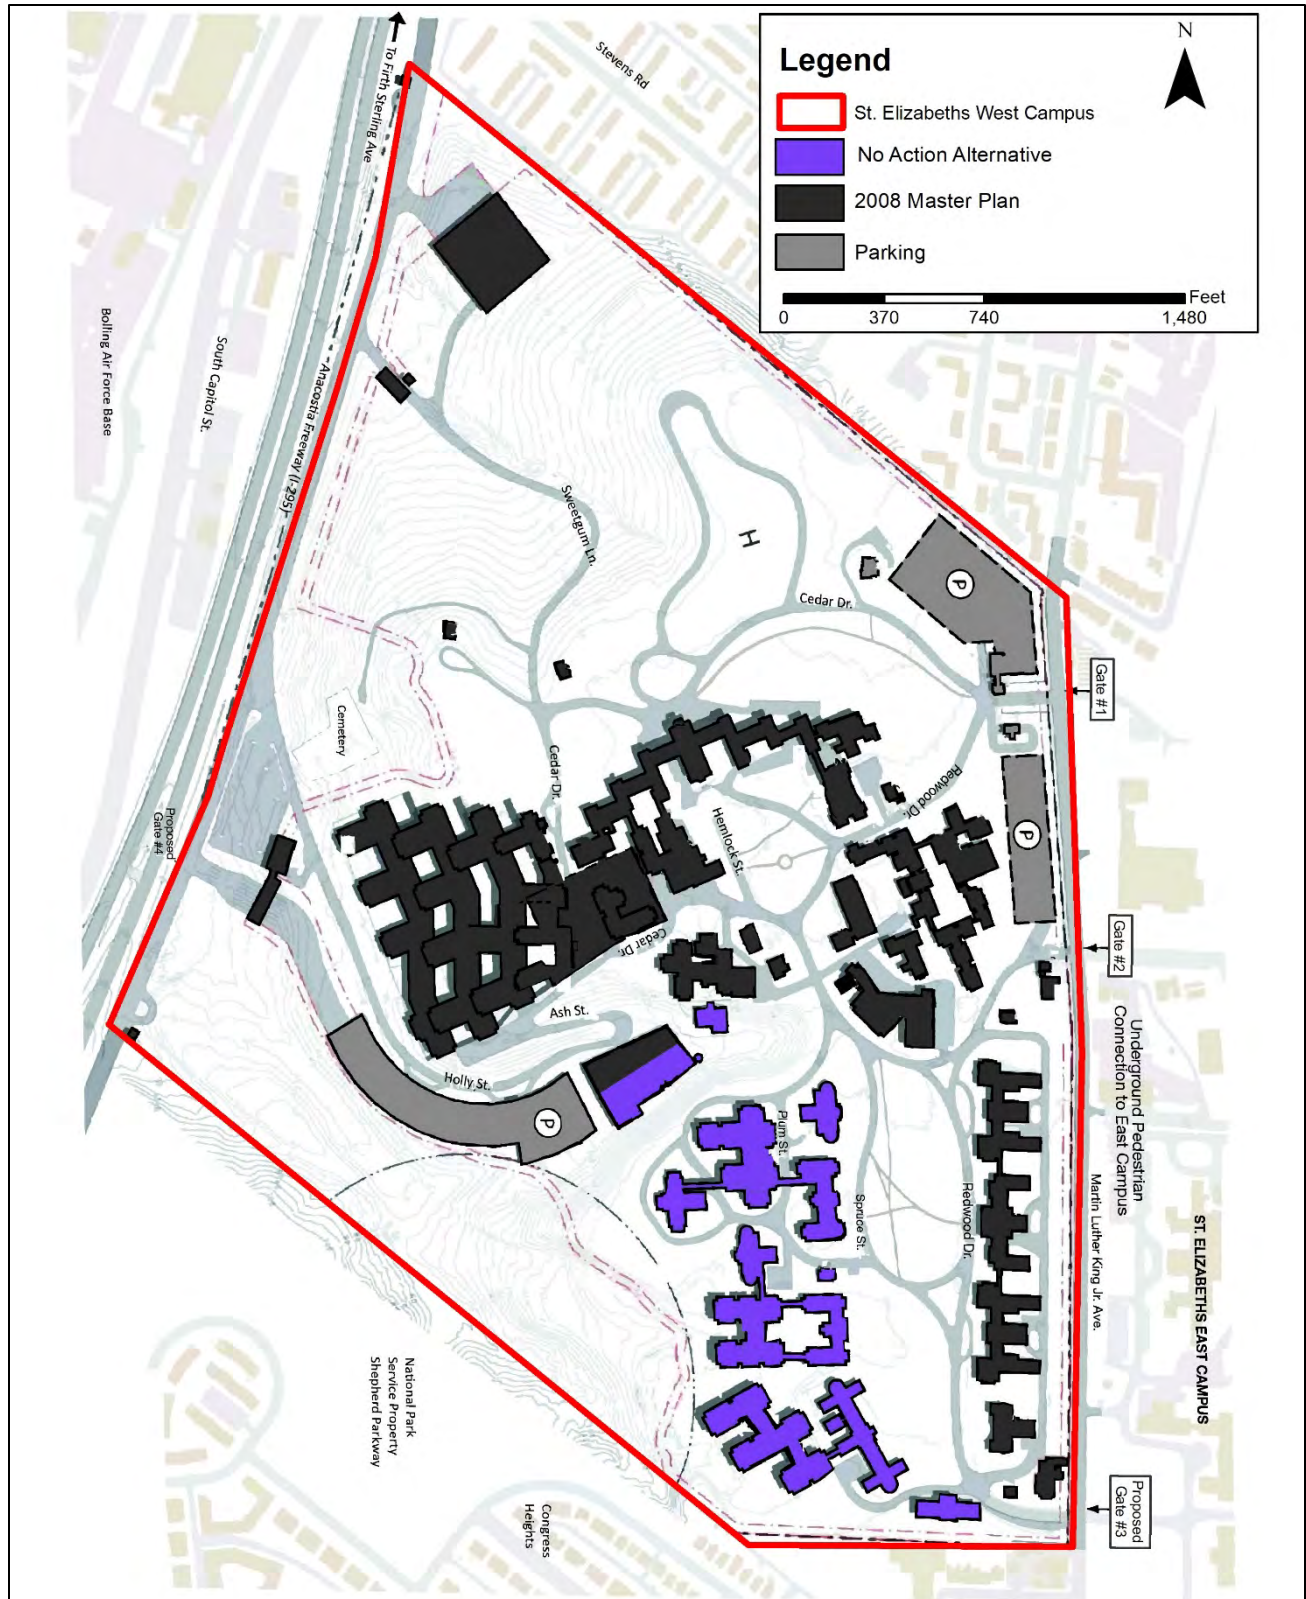 Legend
N
St. Elizabeths West Campus
No Action Alternative
2008 Master Plan
Parking
Feet
0 370 740 1,480
To Firth Sterling Ave
Stevens Rd
Bolling Air Force Base
South Capitol St.
Anacostia Freeway (I-295)
Sweetgum Ln.
H
Cedar Dr.
P
Gate #1
Cemetery
Cedar Dr.
Redwood Dr.
Hemlock St.
P
Proposed
Gate #4
Cedar Dr.
Gate #2
Ash St.
Underground Pedestrian
Connection to East Campus
Holly St.
P
Plum St.
Spruce St.
Redwood Dr.
Martin Luther King Jr. Ave.
ST. ELIZABETHS EAST CAMPUS
National Park
Service Property
Shepherd Parkway
Congress
Heights
Proposed
Gate #3